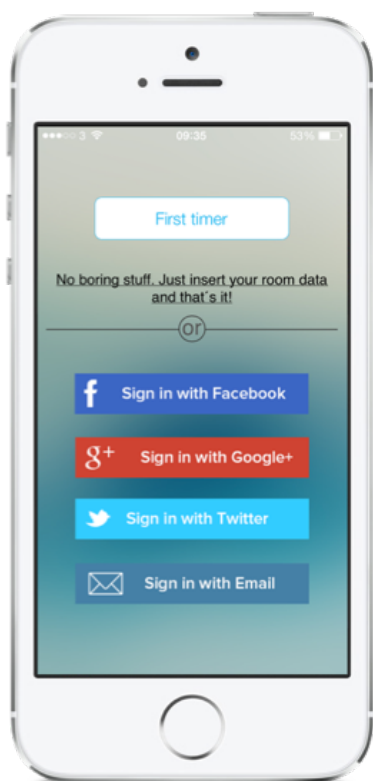 3 09:35 53%
First timer
No boring stuff. Just insert your room data
and that´s it!
or
f Sign in with Facebook
g+ Sign in with Google+
Sign in with Twitter
Sign in with Email